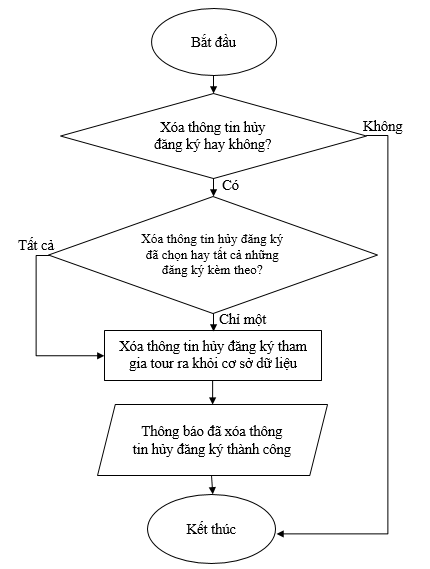 Bắt đầu
Xóa thông tin hủy
đăng ký hay không?
Không
Có
Xóa thông tin hủy đăng ký
đã chọn hay tất cả những
đăng ký kèm theo?
Tất cả
Chỉ một
Xóa thông tin hủy đăng ký tham
gia tour ra khỏi cơ sở dữ liệu
Thông báo đã xóa thông
tin hủy đăng ký thành công
Kết thúc